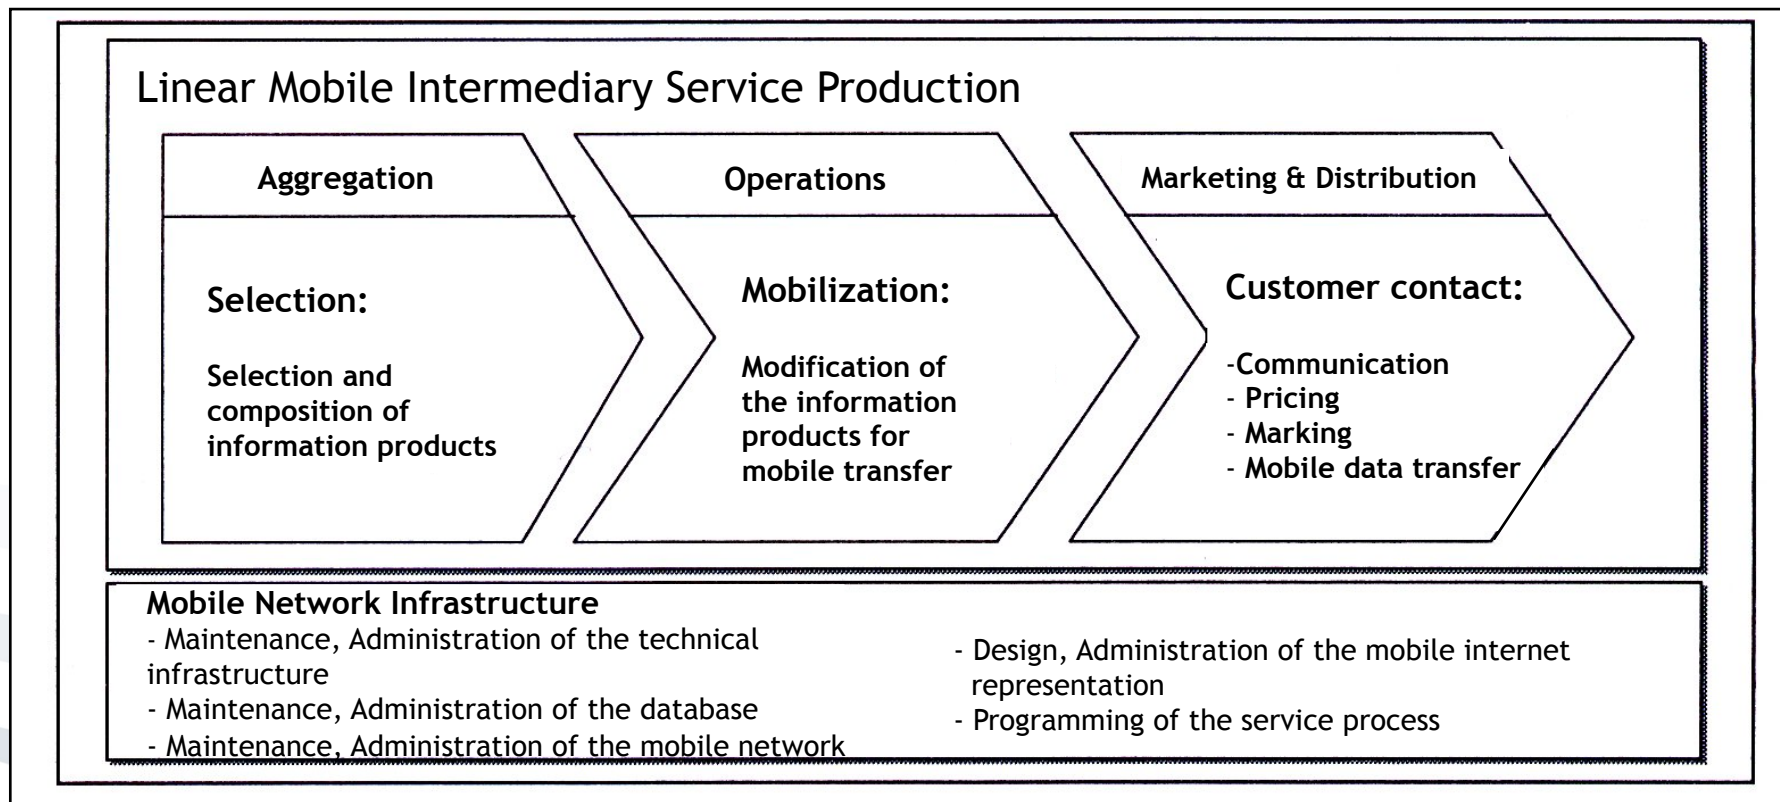 Linear Mobile Intermediary Service Production
Aggregation
Selection:
Selection and
composition of
information products
Operations
Mobilization:
Modification of
the information
products for
mobile transfer
Marketing & Distribution
Customer contact:
-Communication
- Pricing
- Marking
- Mobile data transfer
Mobile Network Infrastructure
- Maintenance, Administration of the technical
infrastructure
- Maintenance, Administration of the database
- Maintenance, Administration of the mobile network
- Design, Administration of the mobile internet
representation
- Programming of the service process